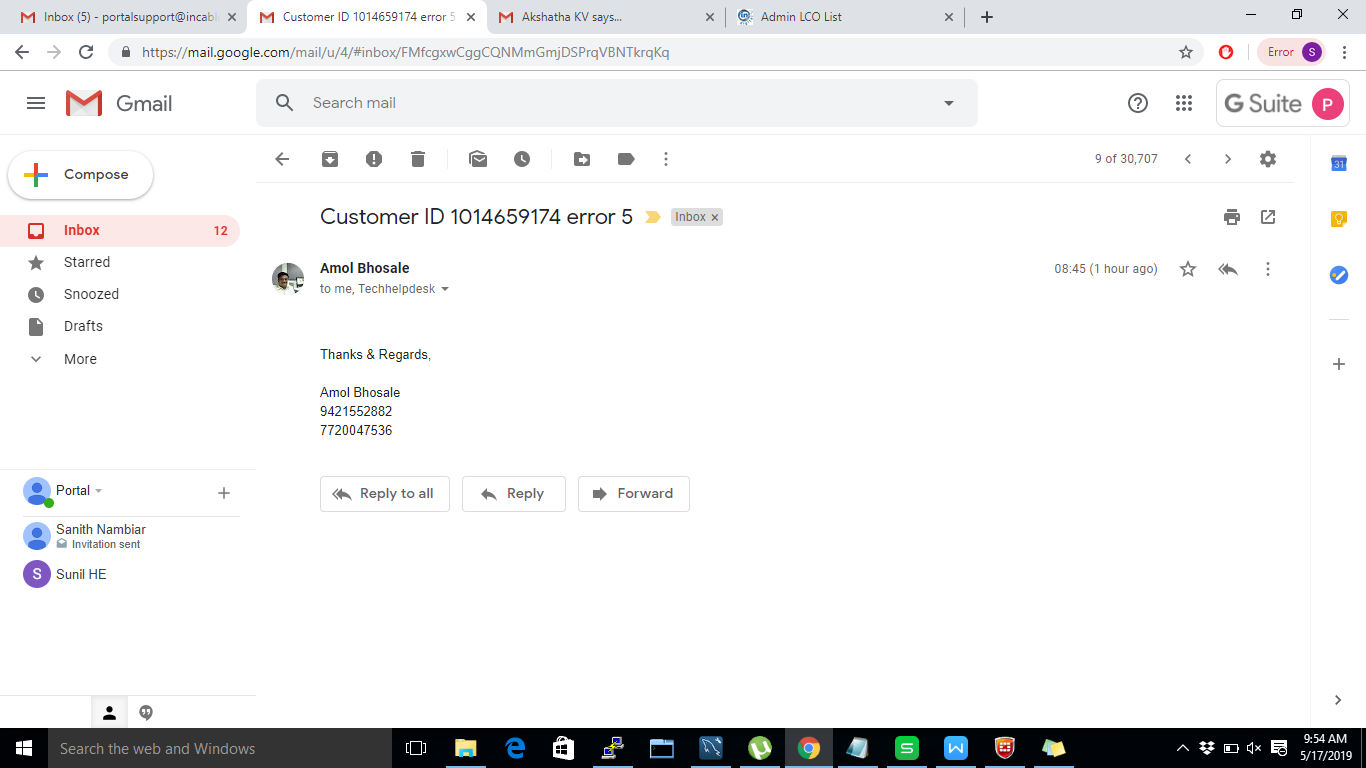 Inbox (5) - portalsupport@incabl
Customer ID 1014659174 error 5
Akshatha KV says...
Admin LCO List
https://mail.google.com/mail/u/4/#inbox/FMfcgxwCggCQNMmGmjDSPrqVBNTkrqKq
Error S
Gmail
Search mail
G Suite P
Compose
9 of 30,707
31
Customer ID 1014659174 error 5 Inbox x
Inbox 12
Starred
Snoozed
Drafts
More
Amol Bhosale
08:45 (1 hour ago)
to me, Techhelpdesk
Thanks & Regards,
Amol Bhosale
9421552882
7720047536
Reply to all Reply Forward
Portal
Sanith Nambiar
Invitation sent
S Sunil HE
Search the web and Windows
9:54 AM
5/17/2019